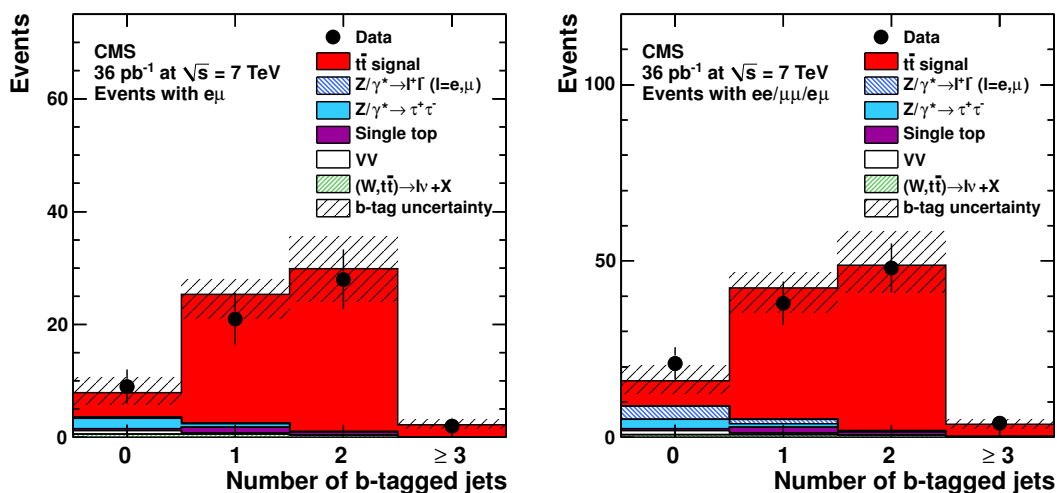 Events
60
40
20
0
CMS
36 pb⁻¹ at √s = 7 TeV
Events with eμ
Data
tt̄ signal
Z/γ*→l⁺l⁻ (l=e,μ)
Z/γ*→τ⁺τ⁻
Single top
VV
(W,tt̄)→lν+X
b-tag uncertainty
0 1 2 ≥ 3
Number of b-tagged jets
Events
100
50
0
CMS
36 pb⁻¹ at √s = 7 TeV
Events with ee/μμ/eμ
Data
tt̄ signal
Z/γ*→l⁺l⁻ (l=e,μ)
Z/γ*→τ⁺τ⁻
Single top
VV
(W,tt̄)→lν+X
b-tag uncertainty
0 1 2 ≥ 3
Number of b-tagged jets